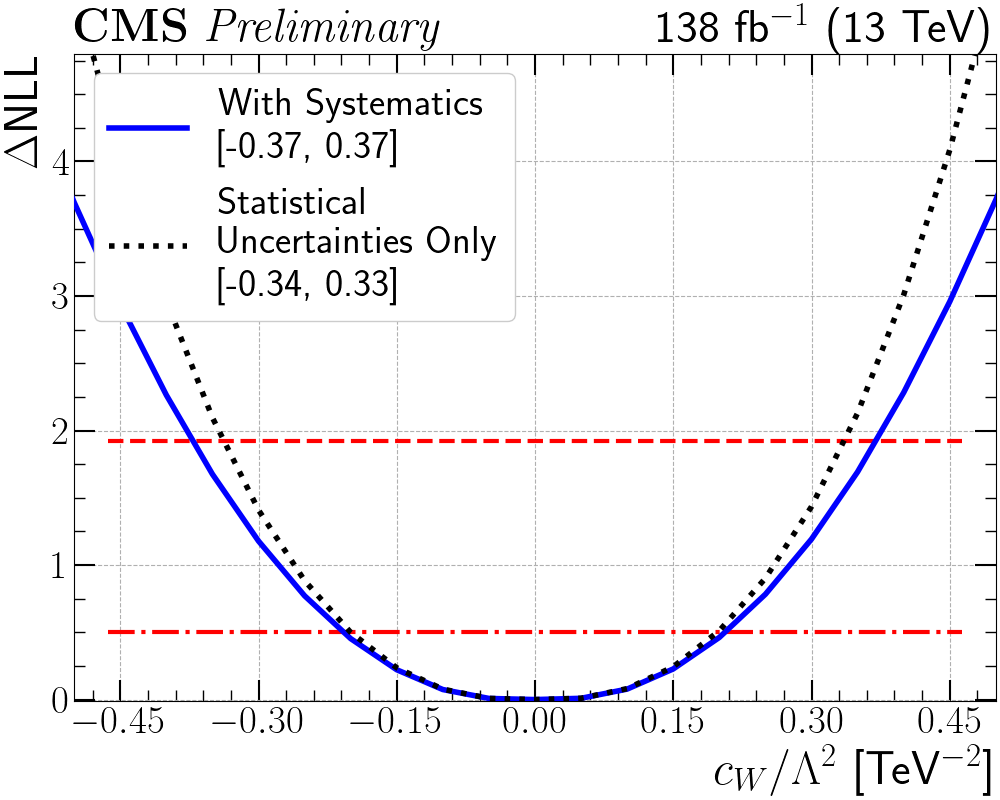 CMS Preliminary
138 fb⁻¹ (13 TeV)
ΔNLL
With Systematics
[-0.37, 0.37]
Statistical
Uncertainties Only
[-0.34, 0.33]
4
3
2
1
0
−0.45 −0.30 −0.15 0.00 0.15 0.30 0.45
c_W/Λ² [TeV⁻²]